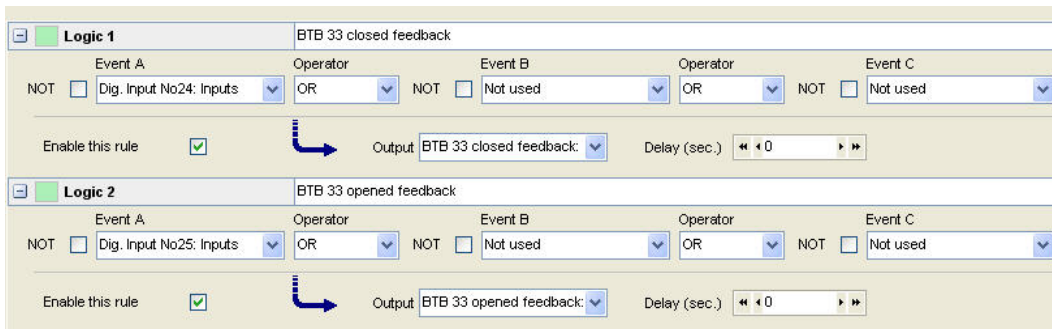 Logic 1 BTB 33 closed feedback
Event A Operator Event B Operator Event C
NOT Dig. Input No24: Inputs OR NOT Not used OR NOT Not used
Enable this rule Output BTB 33 closed feedback: Delay (sec.) 0
Logic 2 BTB 33 opened feedback
Event A Operator Event B Operator Event C
NOT Dig. Input No25: Inputs OR NOT Not used OR NOT Not used
Enable this rule Output BTB 33 opened feedback: Delay (sec.) 0